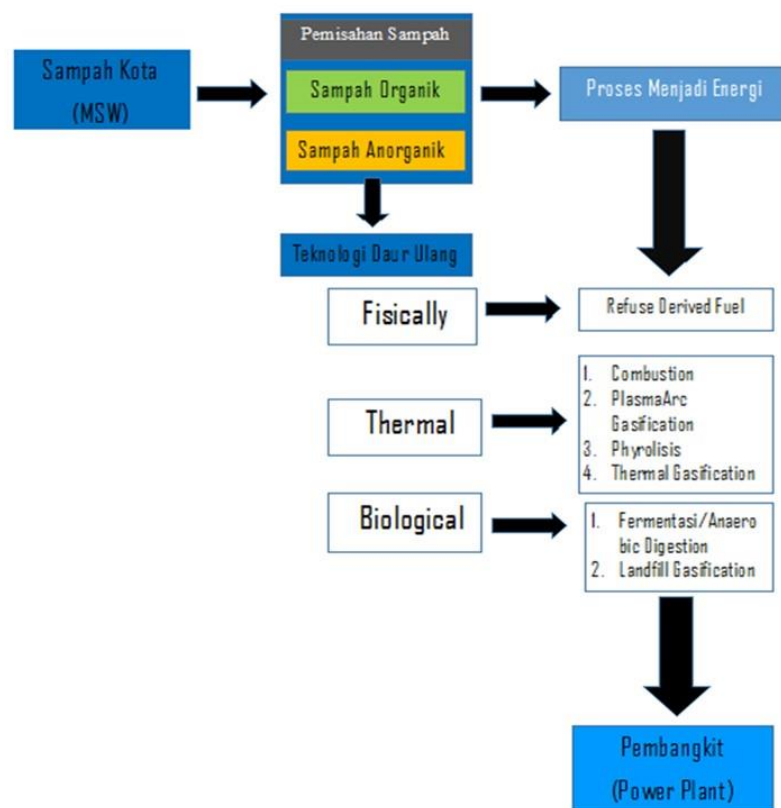 Pemisahan Sampah
Sampah Kota
(MSW)
Sampah Organik
Proses Menjadi Energi
Sampah Anorganik
Teknologi Daur Ulang
Fisically
Refuse Derived Fuel
Thermal
1. Combustion
2. PlasmaArc
Gasification
3. Phyrolisis
4. Thermal Gasification
Biological
1. Fermentasi/Anaero
bic Digestion
2. Landfill Gasification
Pembangkit
(Power Plant)